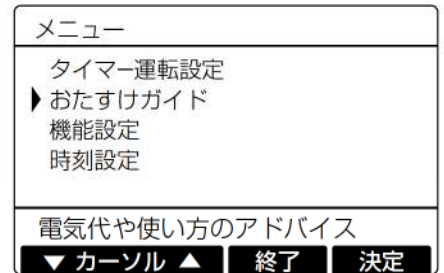 メニュー
タイマー運転設定
▶おたすけガイド
機能設定
時刻設定
電気代や使い方のアドバイス
▼ カーソル ▲ 終了 決定